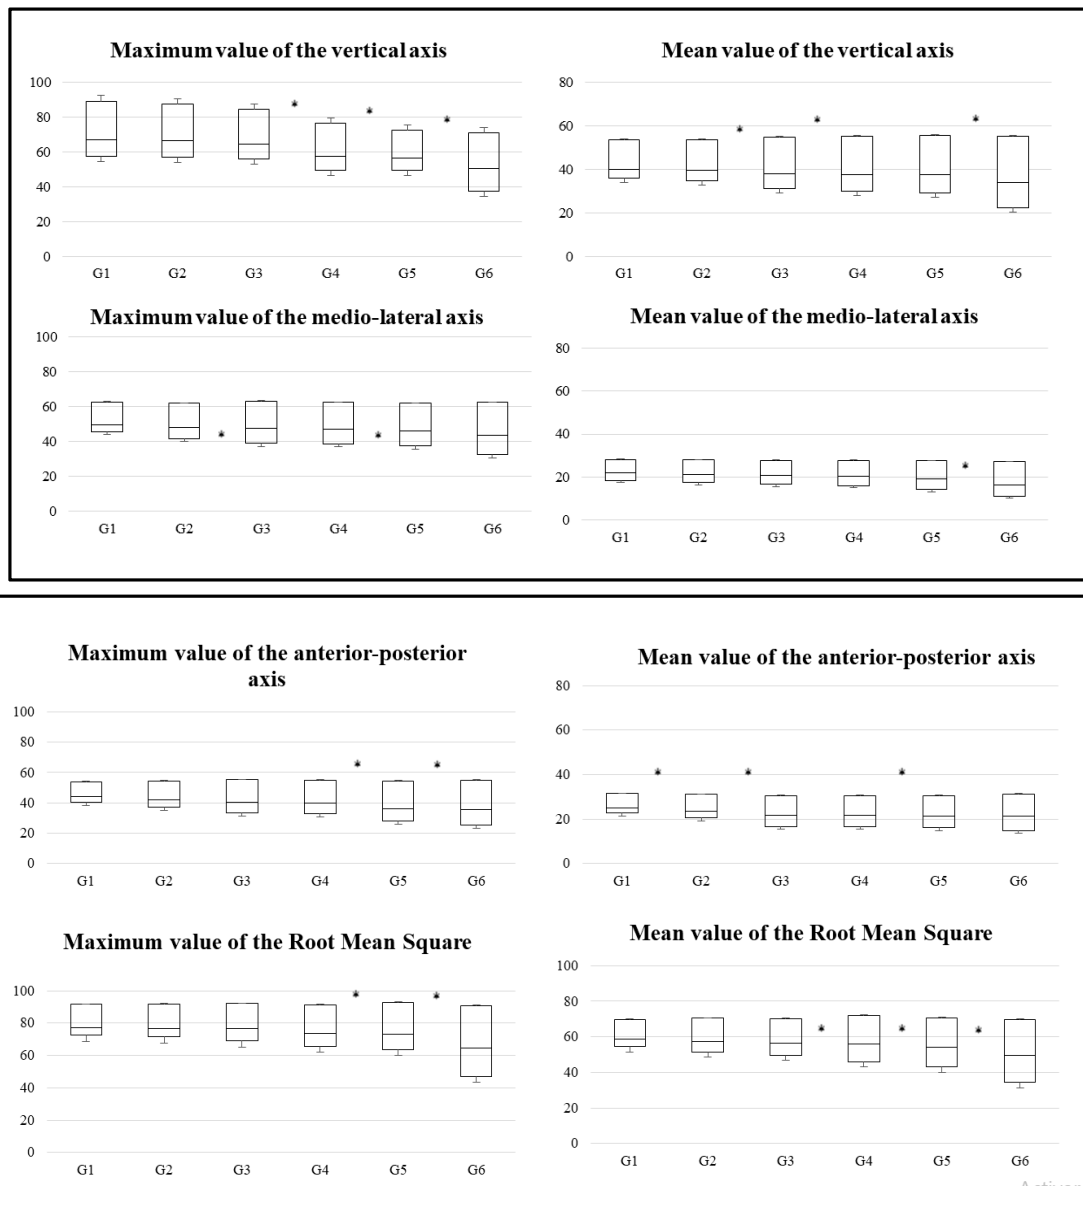 Maximum value of the vertical axis
100
80
60
40
20
0
* * *
G1 G2 G3 G4 G5 G6
Mean value of the vertical axis
80
60
40
20
0
* * *
G1 G2 G3 G4 G5 G6
Maximum value of the medio-lateral axis
100
80
60
40
20
0
* *
G1 G2 G3 G4 G5 G6
Mean value of the medio-lateral axis
80
60
40
20
0
*
G1 G2 G3 G4 G5 G6
Maximum value of the anterior-posterior
axis
100
80
60
40
20
0
* *
G1 G2 G3 G4 G5 G6
Mean value of the anterior-posterior axis
80
60
40
20
0
* * *
G1 G2 G3 G4 G5 G6
Maximum value of the Root Mean Square
100
80
60
40
20
0
* *
G1 G2 G3 G4 G5 G6
Mean value of the Root Mean Square
100
80
60
40
20
0
* * *
G1 G2 G3 G4 G5 G6